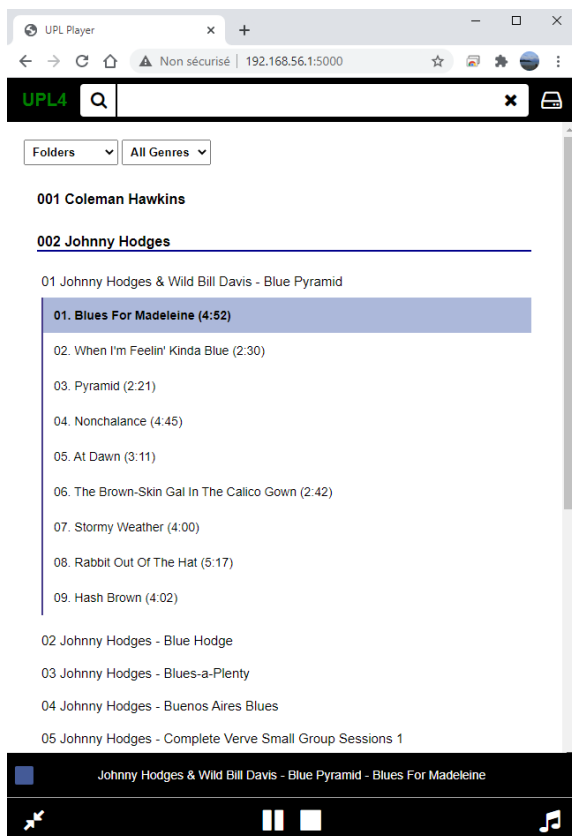 UPL Player
Non sécurisé | 192.168.56.1:5000
UPL4
Folders All Genres
001 Coleman Hawkins
002 Johnny Hodges
01 Johnny Hodges & Wild Bill Davis - Blue Pyramid
01. Blues For Madeleine (4:52)
02. When I'm Feelin' Kinda Blue (2:30)
03. Pyramid (2:21)
04. Nonchalance (4:45)
05. At Dawn (3:11)
06. The Brown-Skin Gal In The Calico Gown (2:42)
07. Stormy Weather (4:00)
08. Rabbit Out Of The Hat (5:17)
09. Hash Brown (4:02)
02 Johnny Hodges - Blue Hodge
03 Johnny Hodges - Blues-a-Plenty
04 Johnny Hodges - Buenos Aires Blues
05 Johnny Hodges - Complete Verve Small Group Sessions 1
Johnny Hodges & Wild Bill Davis - Blue Pyramid - Blues For Madeleine